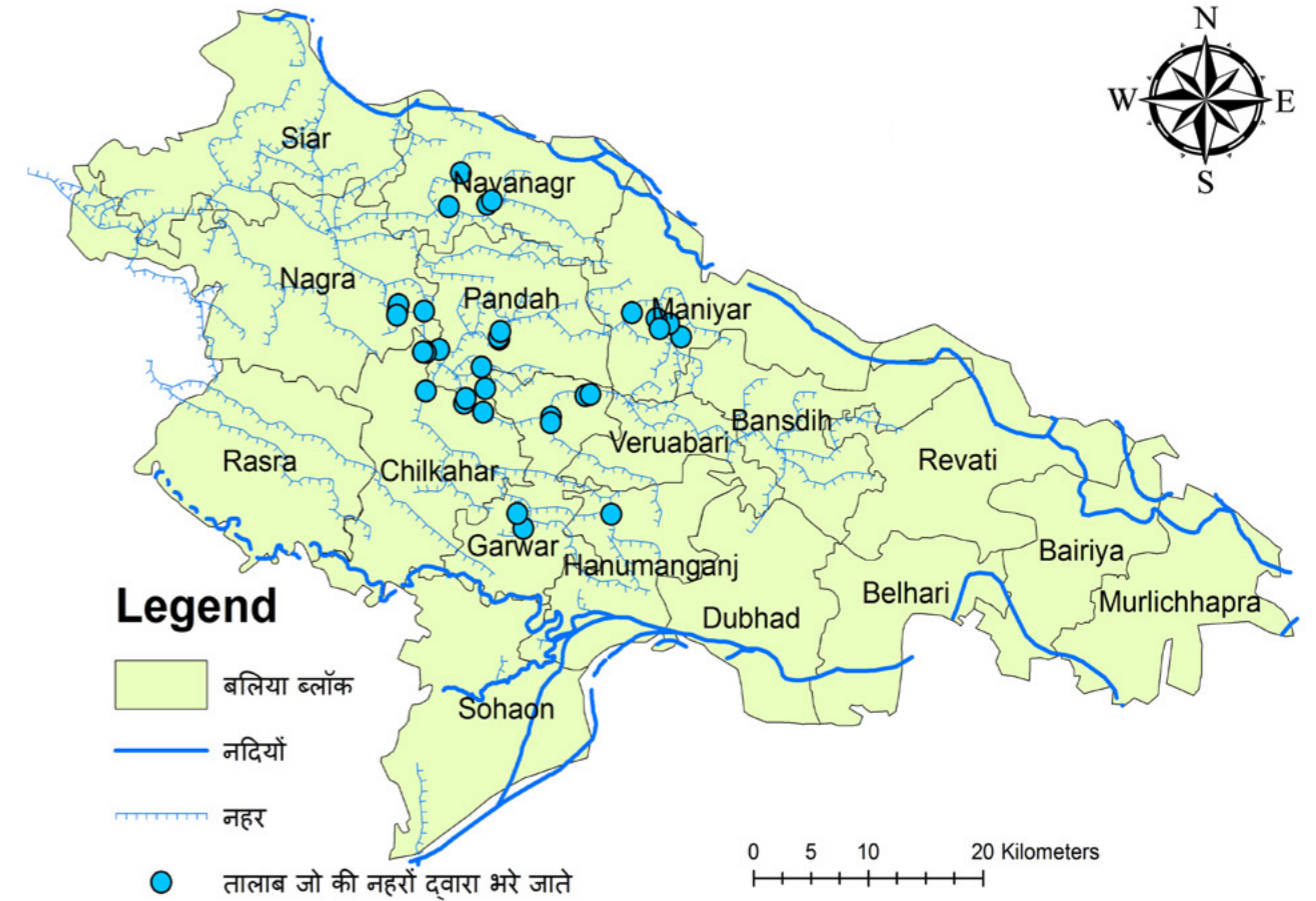 N
W E
S
Siar
Navanagr
Nagra
Pandah
Maniyar
Bansdih
Veruabari
Revati
Rasra
Chilkahar
Garwar
Hanumanganj
Bairiya
Belhari
Murlichhapra
Dubhad
Sohaon
Legend
बलिया ब्लॉक
नदियों
नहर
तालाब जो की नहरों द्वारा भरे जाते
0 5 10 20 Kilometers